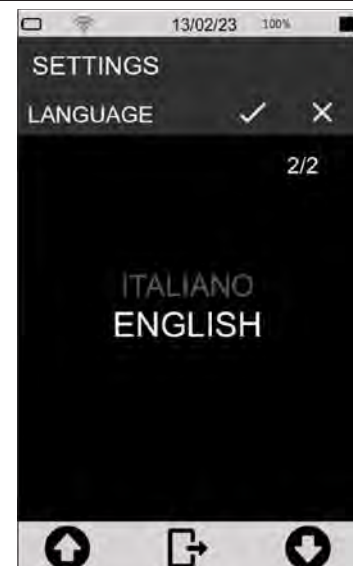 13/02/23 100%
SETTINGS
LANGUAGE
2/2
ITALIANO
ENGLISH